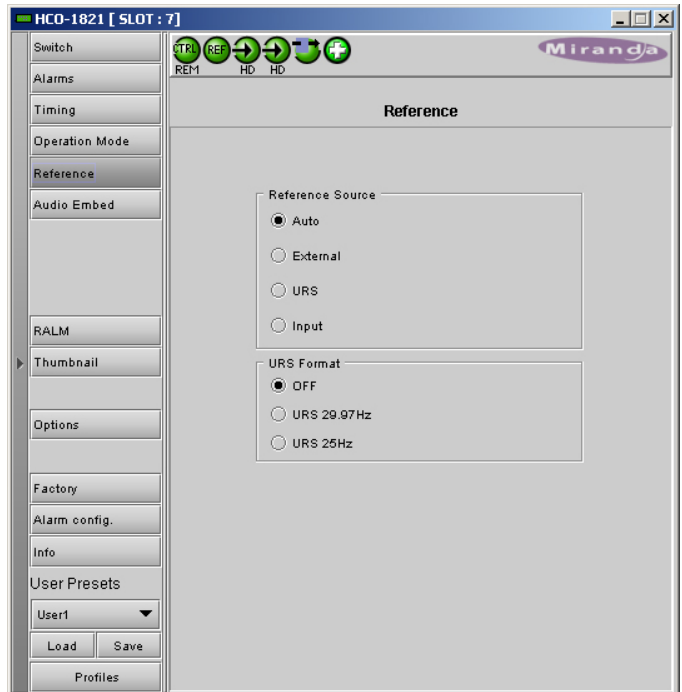 HCO-1821 [ SLOT : 7]
Switch
Alarms
Timing
Operation Mode
Reference
Audio Embed
RALM
Thumbnail
Options
Factory
Alarm config.
Info
User Presets
User1
Load Save
Profiles
CTRL REF
REM HD HD
Miranda
Reference
Reference Source
Auto
External
URS
Input
URS Format
OFF
URS 29.97Hz
URS 25Hz